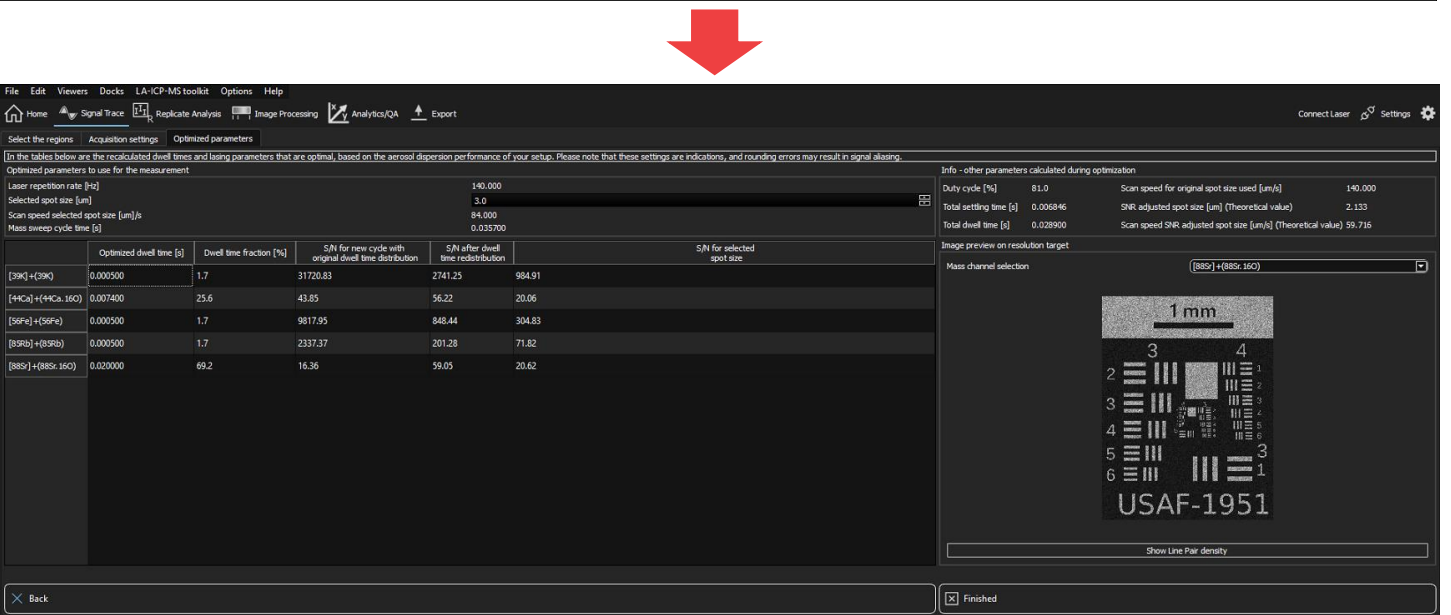 File Edit Viewers Docks LA-ICP-MS toolkit Options Help
Home Signal Trace Replicate Analysis Image Processing Analytics/QA Export Connect Laser Settings
Select the regions Acquisition settings Optimized parameters
In the tables below are the recalculated dwell times and lasing parameters that are optimal, based on the aerosol dispersion performance of your setup. Please note that these settings are indications, and rounding errors may result in signal aliasing.
Optimized parameters to use for the measurement
Laser repetition rate [Hz] 140.000
Selected spot size [um] 3.0
Scan speed selected spot size [um]/s 84.000
Mass sweep cycle time [s] 0.035700
Optimized dwell time [s] Dwell time fraction [%] S/N for new cycle with original dwell time distribution S/N after dwell time redistribution S/N for selected spot size
[39K]+(39K) 0.000500 1.7 31720.83 2741.25 984.91
[44Ca]+(44Ca.16O) 0.007400 25.6 43.85 56.22 20.06
[56Fe]+(56Fe) 0.000500 1.7 9817.95 848.44 304.83
[85Rb]+(85Rb) 0.000500 1.7 2337.37 201.28 71.82
[88Sr]+(88Sr.16O) 0.020000 69.2 16.36 59.05 20.62
Info - other parameters calculated during optimization
Duty cycle [%] 81.0 Scan speed for original spot size used [um/s] 140.000
Total settling time [s] 0.006846 SNR adjusted spot size [um] (Theoretical value) 2.133
Total dwell time [s] 0.028900 Scan speed SNR adjusted spot size [um/s] (Theoretical value) 59.716
Image preview on resolution target
Mass channel selection [88Sr]+(88Sr.16O)
1 mm
3 4
2 1
2
3 3
4
4 5
6
5 3
6 1
USAF-1951
Show Line Pair density
Back
Finished